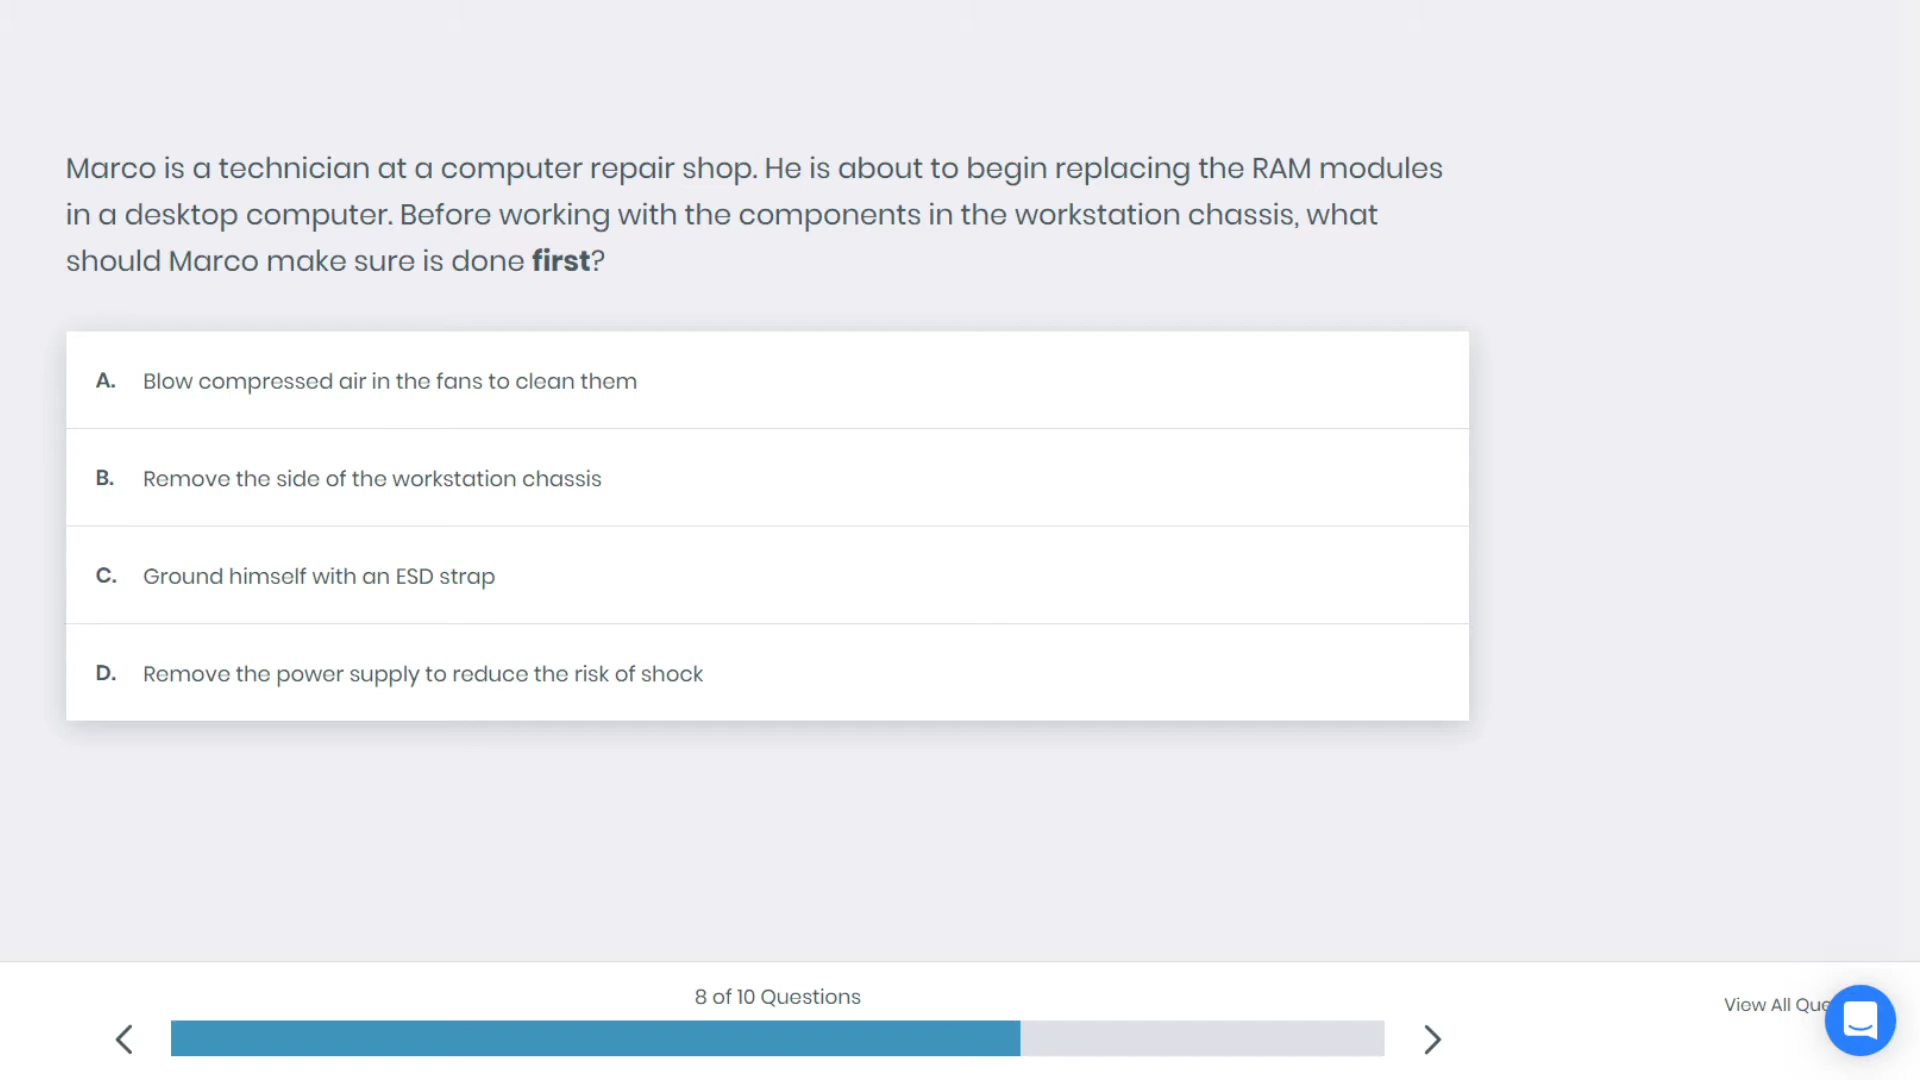 Marco is a technician at a computer repair shop. He is about to begin replacing the RAM modules
in a desktop computer. Before working with the components in the workstation chassis, what
should Marco make sure is done first?
A. Blow compressed air in the fans to clean them
B. Remove the side of the workstation chassis
C. Ground himself with an ESD strap
D. Remove the power supply to reduce the risk of shock
8 of 10 Questions
View All